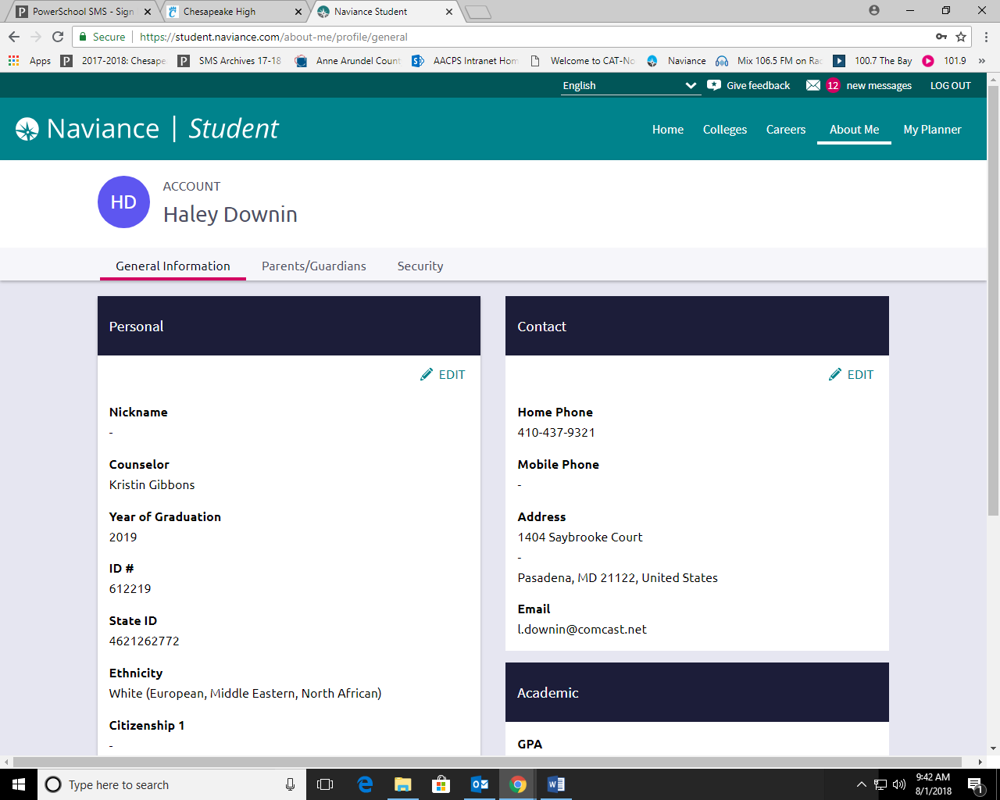 PowerSchool SMS - Sign
Chesapeake High
Naviance Student
Secure
https://student.naviance.com/about-me/profile/general
Apps
2017-2018: Chesape
SMS Archives 17-18
Anne Arundel Count
AACPS Intranet Hom
Welcome to CAT-No
Naviance
Mix 106.5 FM on Rad
100.7 The Bay
101.9
English
Give feedback
12 new messages
LOG OUT
Naviance | Student
Home
Colleges
Careers
About Me
My Planner
HD
ACCOUNT
Haley Downin
General Information
Parents/Guardians
Security
Personal
EDIT
Nickname
-
Counselor
Kristin Gibbons
Year of Graduation
2019
ID #
612219
State ID
4621262772
Ethnicity
White (European, Middle Eastern, North African)
Citizenship 1
-
Contact
EDIT
Home Phone
410-437-9321
Mobile Phone
-
Address
1404 Saybrooke Court
-
Pasadena, MD 21122, United States
Email
l.downin@comcast.net
Academic
GPA
Type here to search
9:42 AM
8/1/2018
1